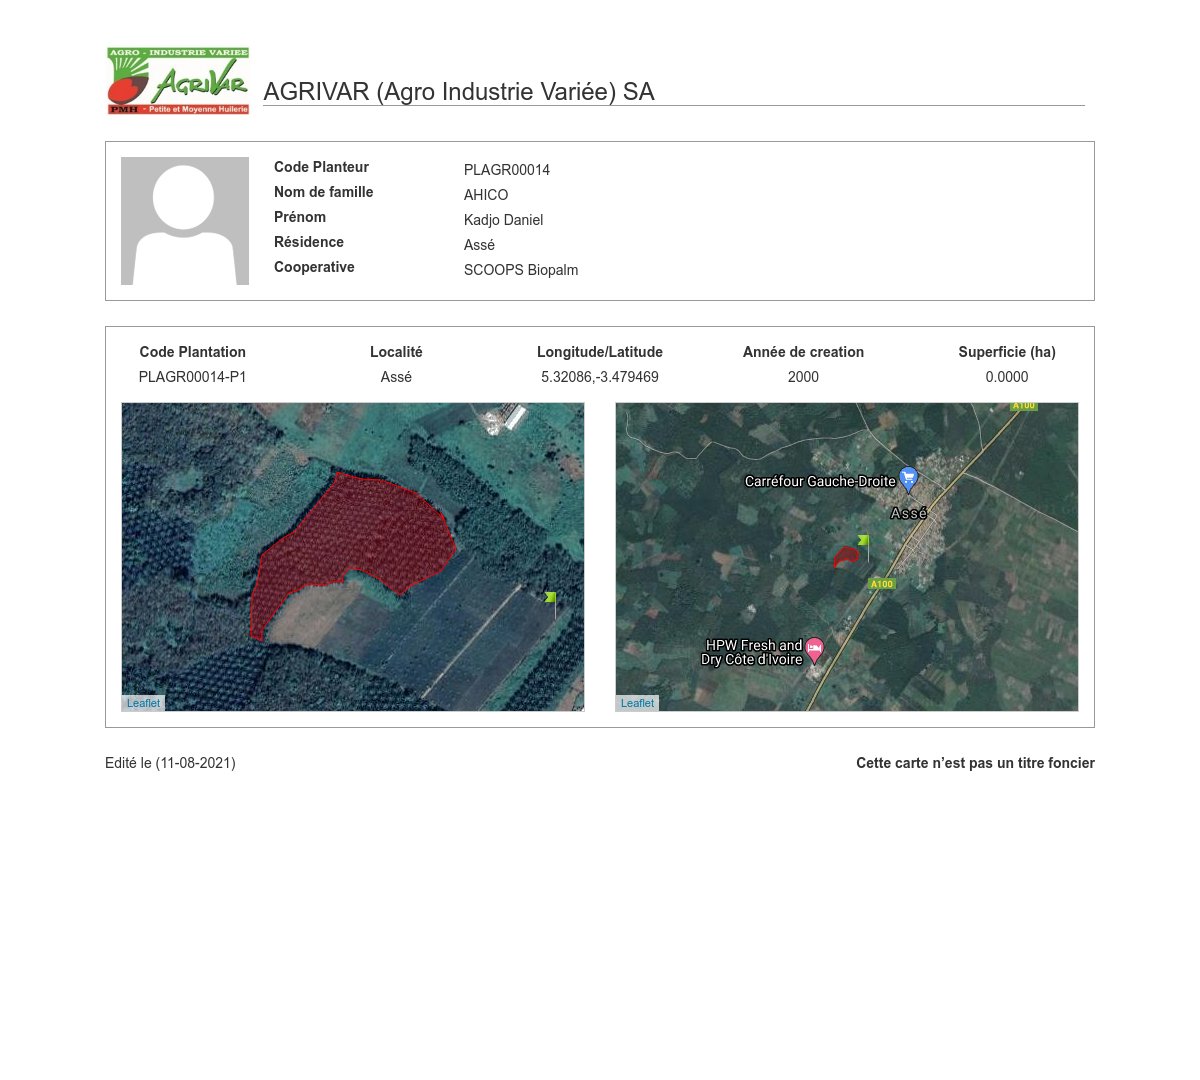 AGRO - INDUSTRIE VARIEE
AGRIVAR
PMH - Petite et Moyenne Huilerie
AGRIVAR (Agro Industrie Variée) SA
Code Planteur PLAGR00014
Nom de famille AHICO
Prénom Kadjo Daniel
Résidence Assé
Cooperative SCOOPS Biopalm
Code Plantation Localité Longitude/Latitude Année de creation Superficie (ha)
PLAGR00014-P1 Assé 5.32086,-3.479469 2000 0.0000
A100
Carréfour Gauche-Droite
Assé
A100
HPW Fresh and
Dry Côte d'Ivoire
Leaflet
Leaflet
Edité le (11-08-2021) Cette carte n’est pas un titre foncier